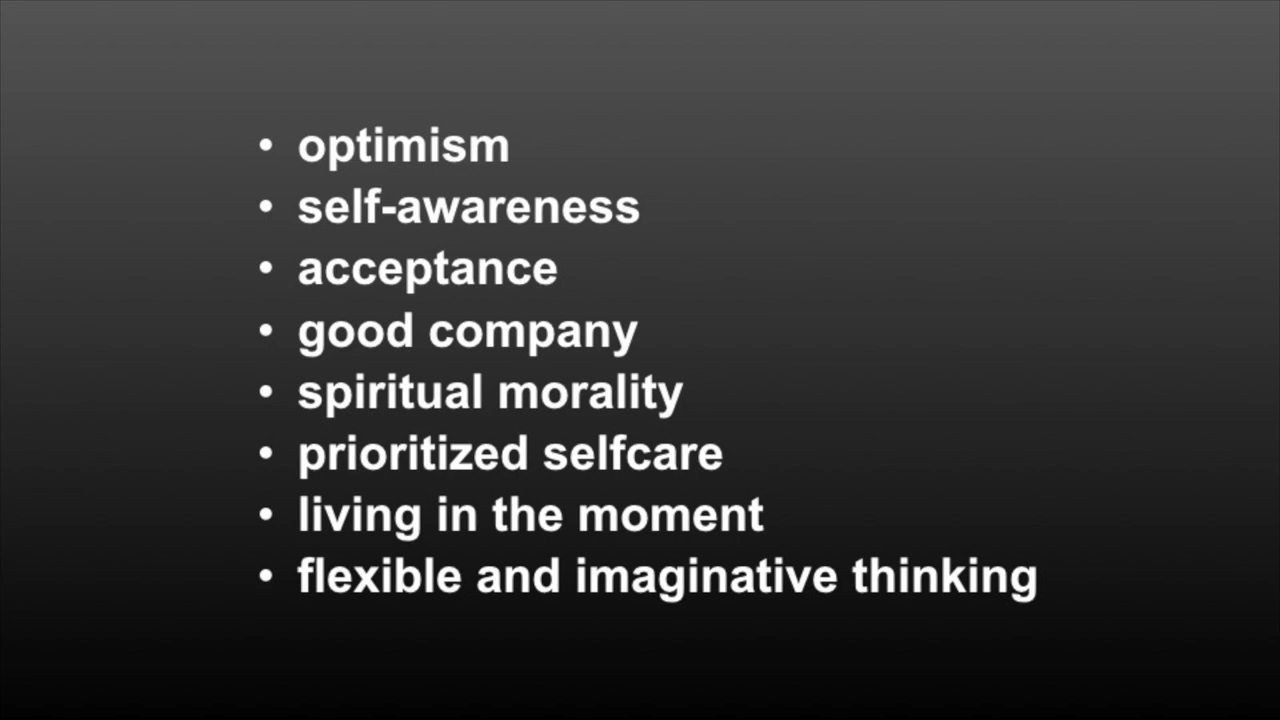 • optimism
• self-awareness
• acceptance
• good company
• spiritual morality
• prioritized selfcare
• living in the moment
• flexible and imaginative thinking